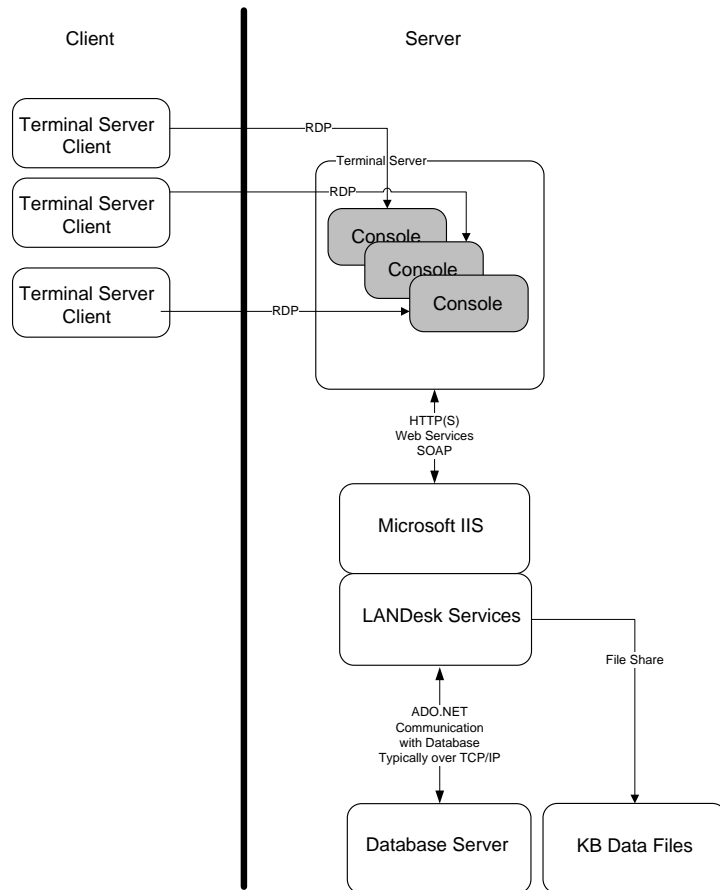 Client
Server
Terminal Server
Client
RDP
Terminal Server
Terminal Server
Client
RDP
Console
Console
Terminal Server
Client
RDP
Console
HTTP(S)
Web Services
SOAP
Microsoft IIS
LANDesk Services
File Share
ADO.NET
Communication
with Database
Typically over TCP/IP
Database Server
KB Data Files